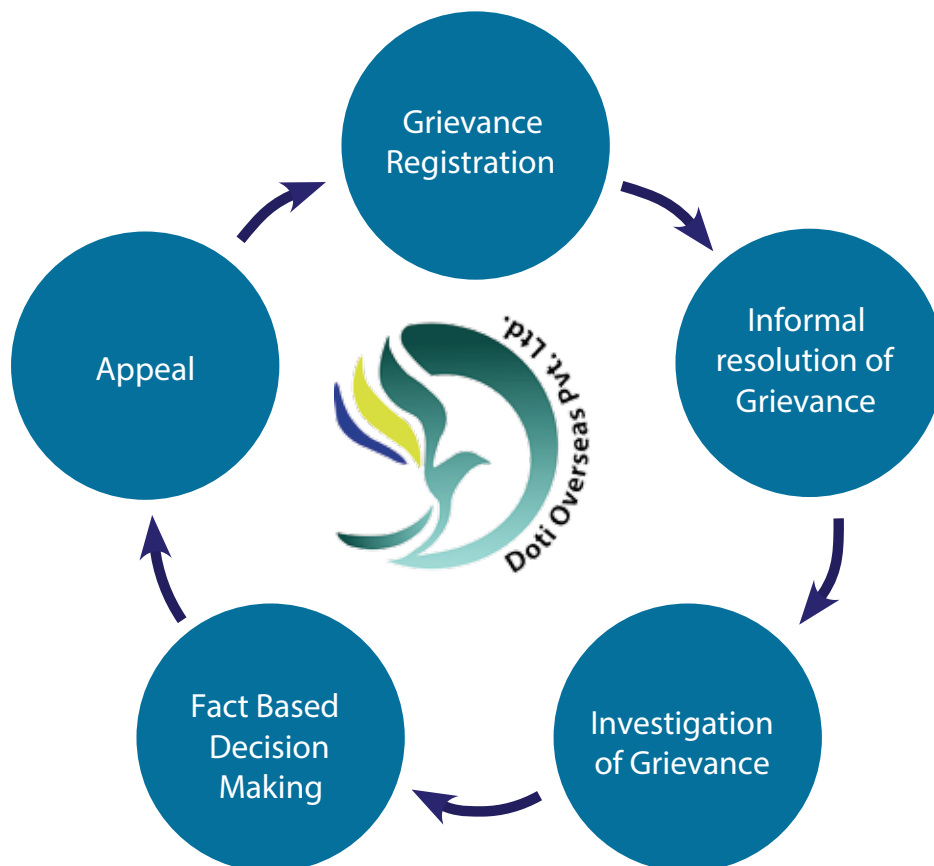 Grievance
Registration
Informal
resolution of
Grievance
Investigation
of Grievance
Fact Based
Decision
Making
Appeal
Doti Overseas Pvt. Ltd.